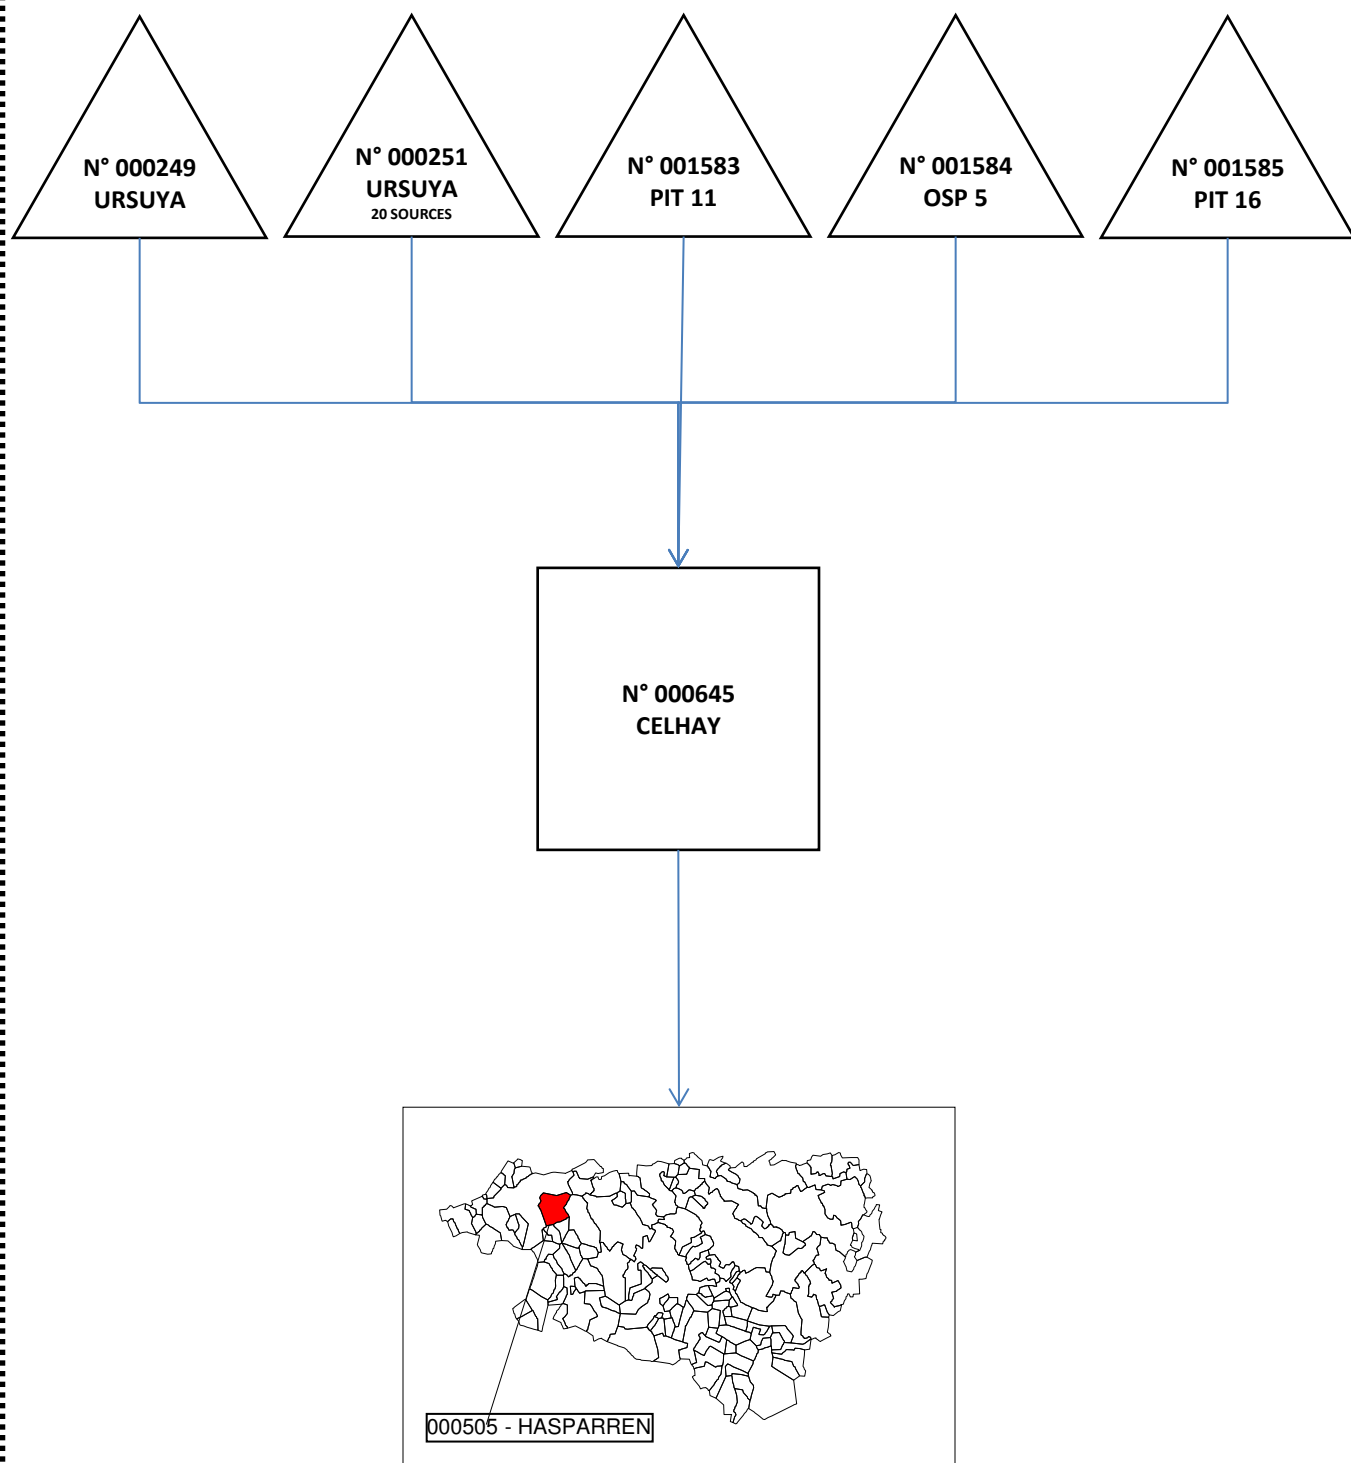 N° 000249
URSUYA
N° 000251
URSUYA
20 SOURCES
N° 001583
PIT 11
N° 001584
OSP 5
N° 001585
PIT 16
N° 000645
CELHAY
000505 - HASPARREN